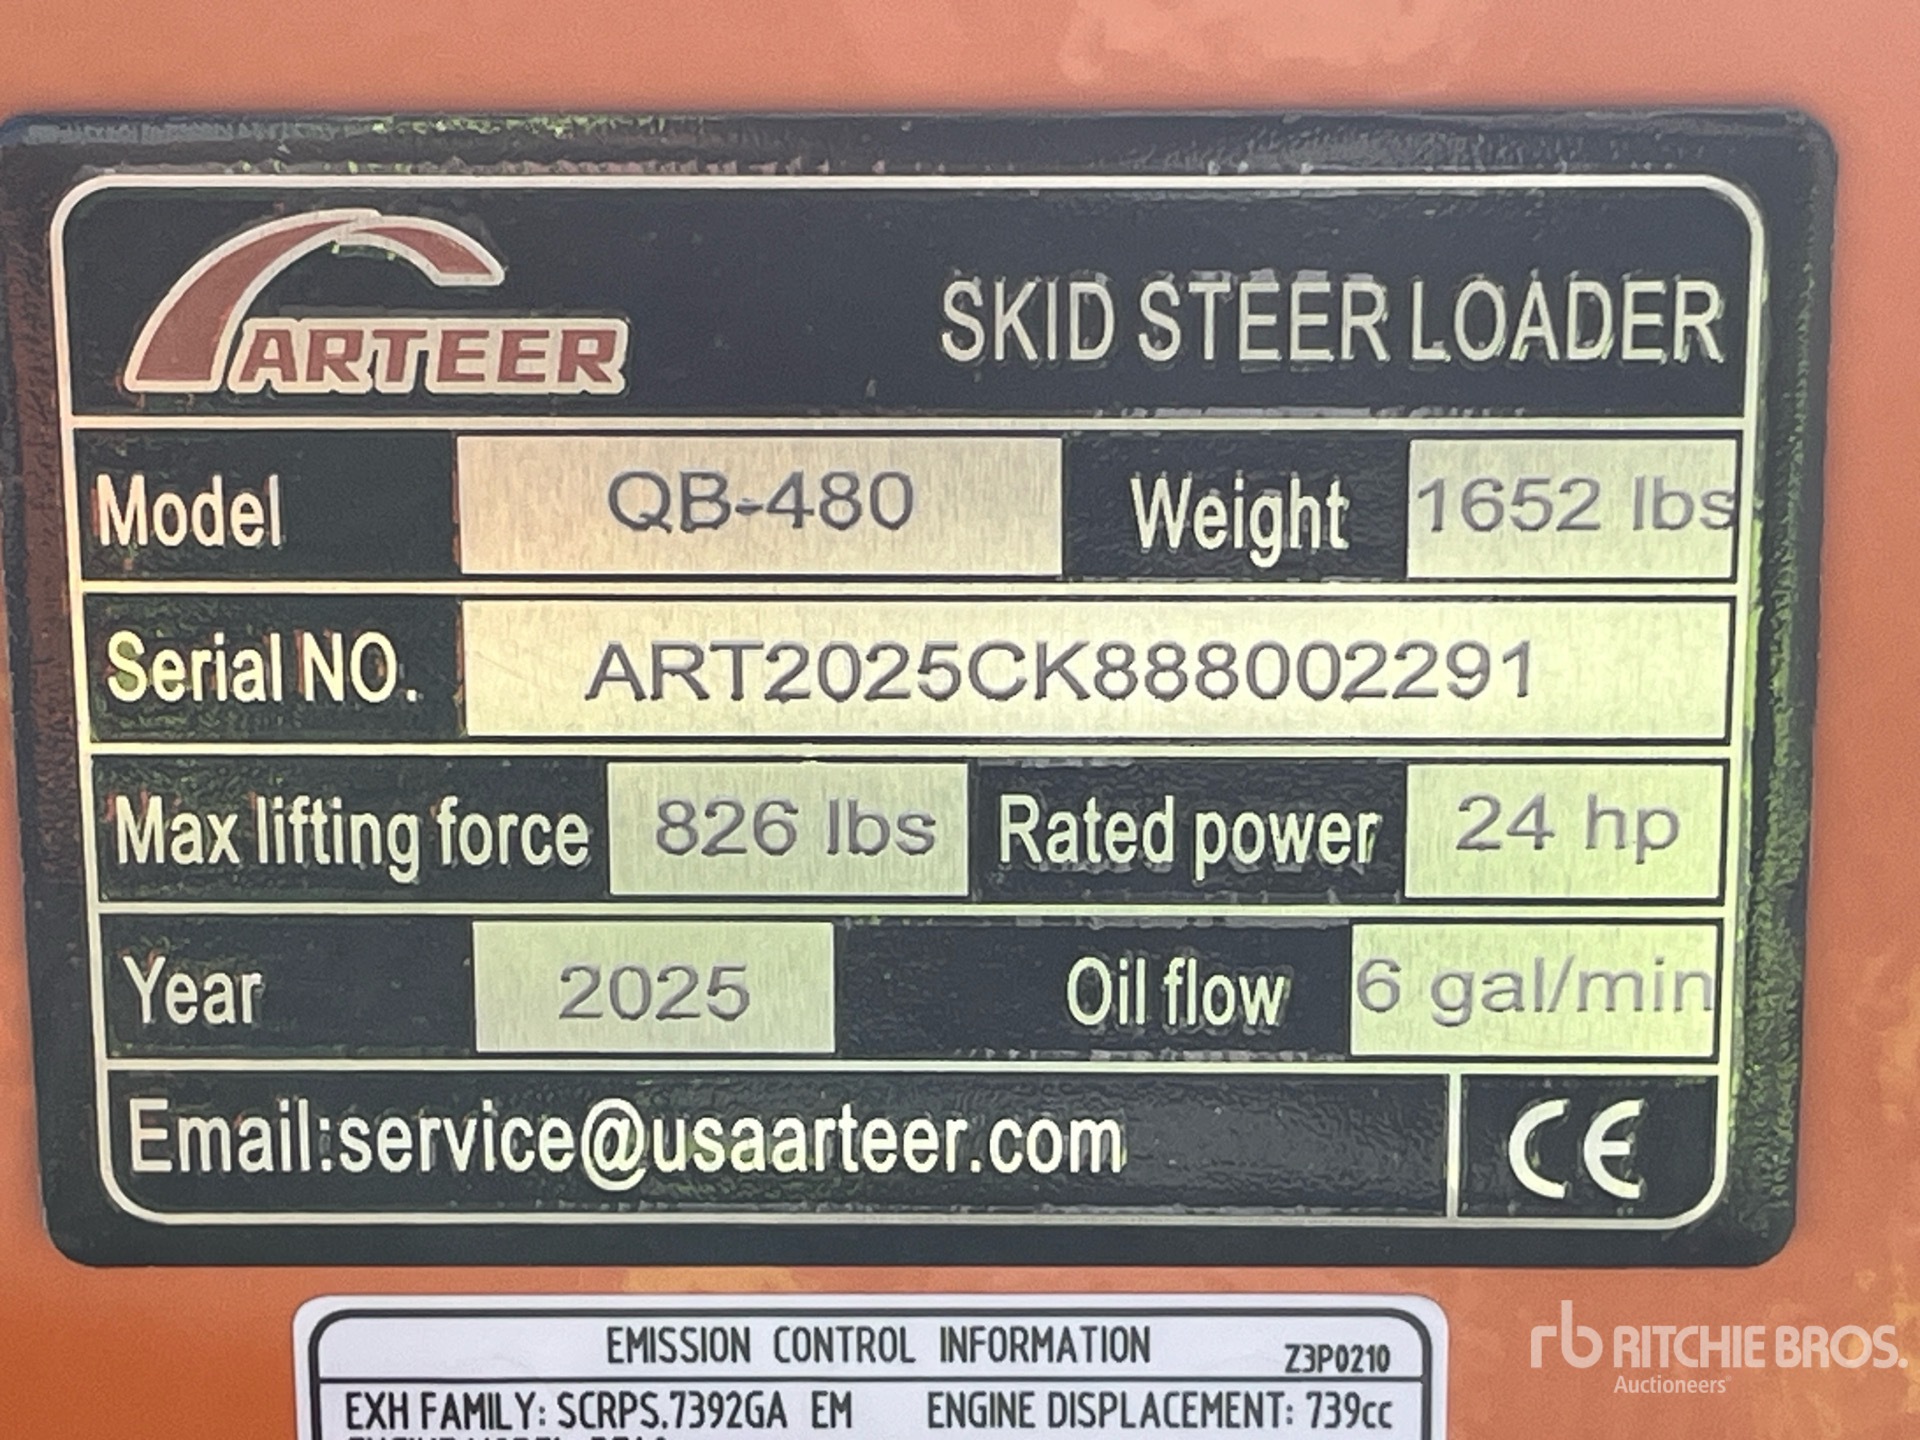 ARTEER
SKID STEER LOADER
Model QB-480 Weight 1652 lbs
Serial NO. ART2025CK888002291
Max lifting force 826 lbs Rated power 24 hp
Year 2025 Oil flow 6 gal/min
Email:service@usaarteer.com CE
EMISSION CONTROL INFORMATION Z3P0210
EXH FAMILY: SCRPS.7392GA EM ENGINE DISPLACEMENT: 739cc
rb RITCHIE BROS.
Auctioneers